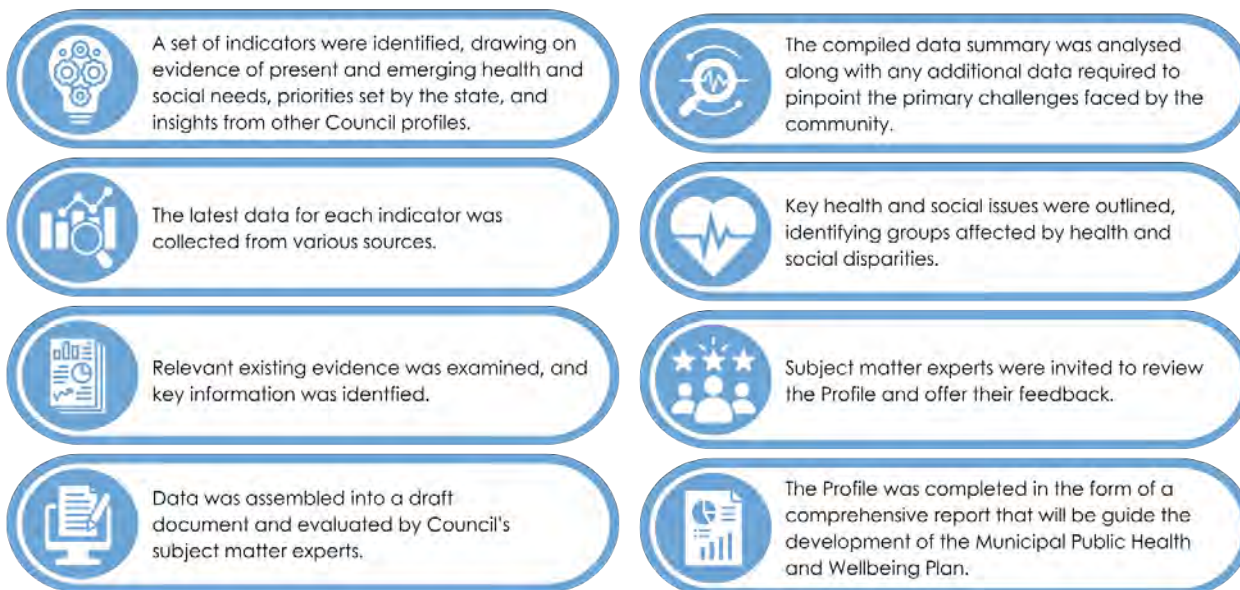 A set of indicators were identified, drawing on
evidence of present and emerging health and
social needs, priorities set by the state, and
insights from other Council profiles.
The latest data for each indicator was
collected from various sources.
Relevant existing evidence was examined, and
key information was identfied.
Data was assembled into a draft
document and evaluated by Council's
subject matter experts.
The compiled data summary was analysed
along with any additional data required to
pinpoint the primary challenges faced by the
community.
Key health and social issues were outlined,
identifying groups affected by health and
social disparities.
Subject matter experts were invited to review
the Profile and offer their feedback.
The Profile was completed in the form of a
comprehensive report that will be guide the
development of the Municipal Public Health
and Wellbeing Plan.